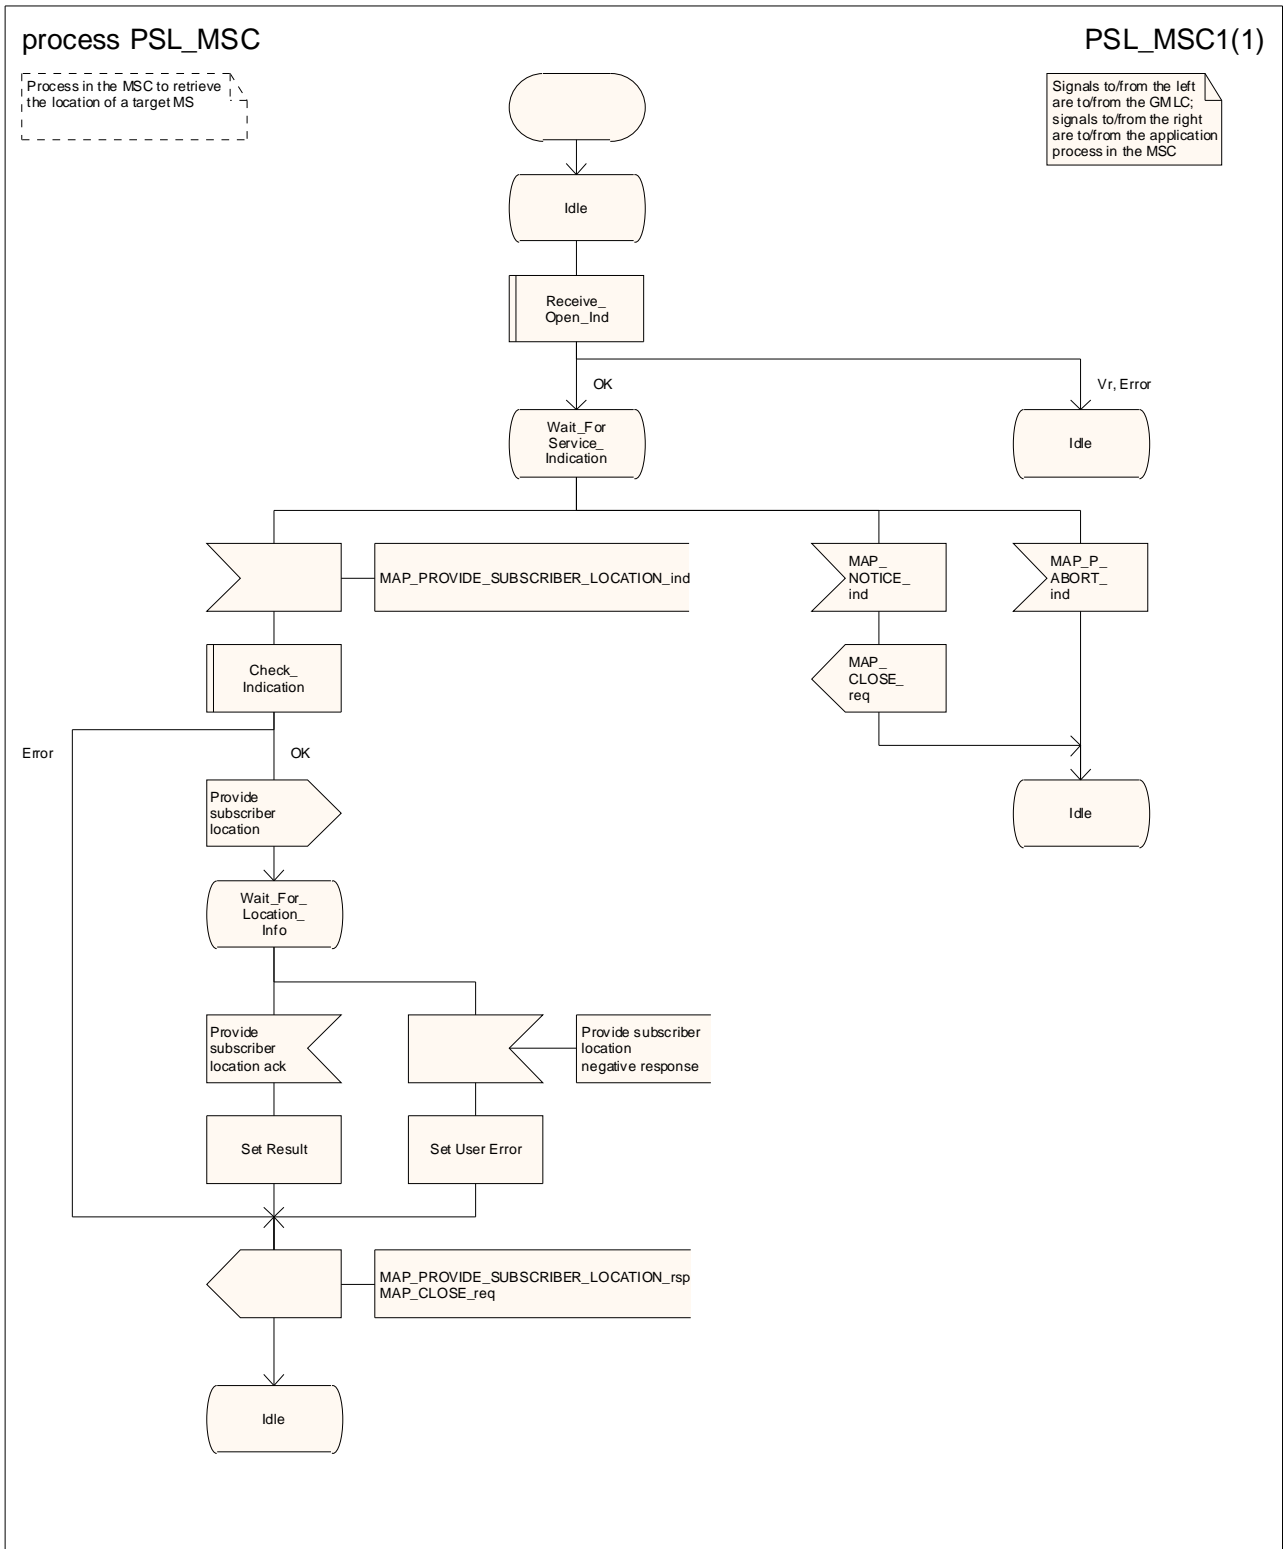 process PSL_MSC
PSL_MSC1(1)
Process in the MSC to retrieve
the location of a target MS
Signals to/from the left
are to/from the GMLC;
signals to/from the right
are to/from the application
process in the MSC
Idle
Receive_
Open_Ind
OK
Vr, Error
Wait_For
Service_
Indication
Idle
MAP_PROVIDE_SUBSCRIBER_LOCATION_ind
MAP_
NOTICE_
ind
MAP_P_
ABORT_
ind
Check_
Indication
MAP_
CLOSE_
req
Error
OK
Provide
subscriber
location
Idle
Wait_For_
Location_
Info
Provide
subscriber
location ack
Provide subscriber
location
negative response
Set Result
Set User Error
MAP_PROVIDE_SUBSCRIBER_LOCATION_rsp
MAP_CLOSE_req
Idle